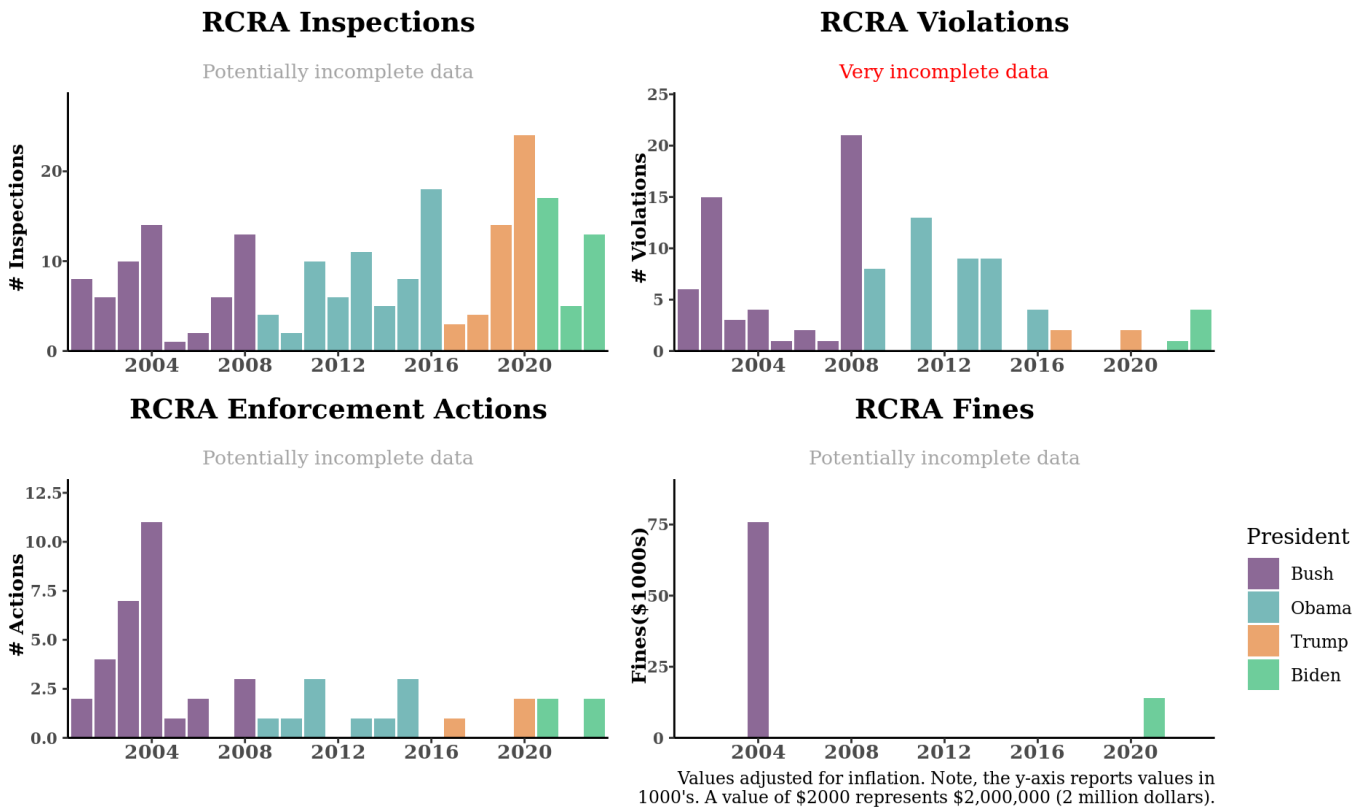 RCRA Inspections
Potentially incomplete data
# Inspections
20
10
0
2004 2008 2012 2016 2020
RCRA Violations
Very incomplete data
# Violations
25
20
15
10
5
0
2004 2008 2012 2016 2020
RCRA Enforcement Actions
Potentially incomplete data
# Actions
12.5
10.0
7.5
5.0
2.5
0.0
2004 2008 2012 2016 2020
RCRA Fines
Potentially incomplete data
Fines($1000s)
75
50
25
0
2004 2008 2012 2016 2020
President
Bush
Obama
Trump
Biden
Values adjusted for inflation. Note, the y-axis reports values in
1000's. A value of $2000 represents $2,000,000 (2 million dollars).